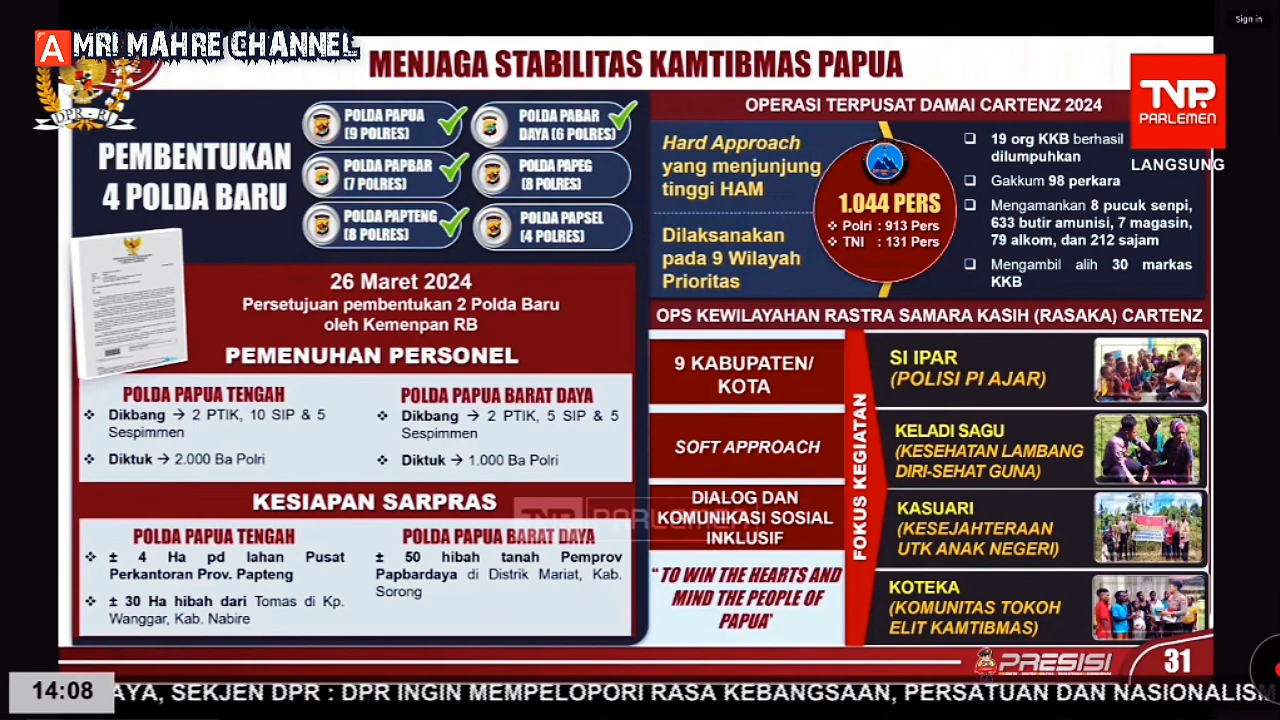 Sign in
A MRI MAHRE CHANNEL
DPR - RI
MENJAGA STABILITAS KAMTIBMAS PAPUA
TVP.
PARLEMEN
LANGSUNG
PEMBENTUKAN
4 POLDA BARU
POLDA PAPUA
(9 POLRES)
POLDA PABAR
DAYA (6 POLRES)
POLDA PAPBAR
(7 POLRES)
POLDA PAPEG
(8 POLRES)
POLDA PAPTENG
(8 POLRES)
POLDA PAPSEL
(4 POLRES)
26 Maret 2024
Persetujuan pembentukan 2 Polda Baru
oleh Kemenpan RB
PEMENUHAN PERSONEL
POLDA PAPUA TENGAH
❖ Dikbang → 2 PTIK, 10 SIP & 5
Sespimmen
❖ Diktuk → 2.000 Ba Polri
POLDA PAPUA BARAT DAYA
❖ Dikbang → 2 PTIK, 5 SIP & 5
Sespimmen
❖ Diktuk → 1.000 Ba Polri
KESIAPAN SARPRAS
POLDA PAPUA TENGAH
❖ ± 4 Ha pd lahan Pusat
Perkantoran Prov. Papteng
❖ ± 30 Ha hibah dari Tomas di Kp.
Wanggar, Kab. Nabire
POLDA PAPUA BARAT DAYA
± 50 hibah tanah Pemprov
Papbardaya di Distrik Mariat, Kab.
Sorong
OPERASI TERPUSAT DAMAI CARTENZ 2024
Hard Approach
yang menjunjung
tinggi HAM
Dilaksanakan
pada 9 Wilayah
Prioritas
1.044 PERS
❖ Polri : 913 Pers
❖ TNI : 131 Pers
❑ 19 org KKB berhasil
dilumpuhkan
❑ Gakkum 98 perkara
❑ Mengamankan 8 pucuk senpi,
633 butir amunisi, 7 magasin,
79 alkom, dan 212 sajam
❑ Mengambil alih 30 markas
KKB
OPS KEWILAYAHAN RASTRA SAMARA KASIH (RASAKA) CARTENZ
9 KABUPATEN/
KOTA
SOFT APPROACH
DIALOG DAN
KOMUNIKASI SOSIAL
INKLUSIF
"TO WIN THE HEARTS AND
MIND THE PEOPLE OF
PAPUA"
FOKUS KEGIATAN
SI IPAR
(POLISI PI AJAR)
KELADI SAGU
(KESEHATAN LAMBANG
DIRI-SEHAT GUNA)
KASUARI
(KESEJAHTERAAN
UTK ANAK NEGERI)
KOTEKA
(KOMUNITAS TOKOH
ELIT KAMTIBMAS)
TVP. PARLEMEN
PRESISI
31
14:08
AYA, SEKJEN DPR : DPR INGIN MEMPELOPORI RASA KEBANGSAAN, PERSATUAN DAN NASIONALISM